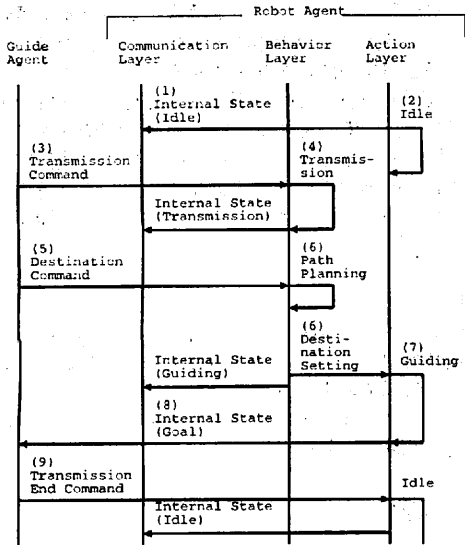 Robot Agent
Guide Agent
Communication Layer
Behavior Layer
Action Layer
(1)
Internal State
(Idle)
(2)
Idle
(3)
Transmission
Command
(4)
Transmis-
sion
Internal State
(Transmission)
(5)
Destination
Command
(6)
Path
Planning
(6)
Desti-
nation
Setting
(7)
Guiding
Internal State
(Guiding)
(8)
Internal State
(Goal)
(9)
Transmission
End Command
Idle
Internal State
(Idle)